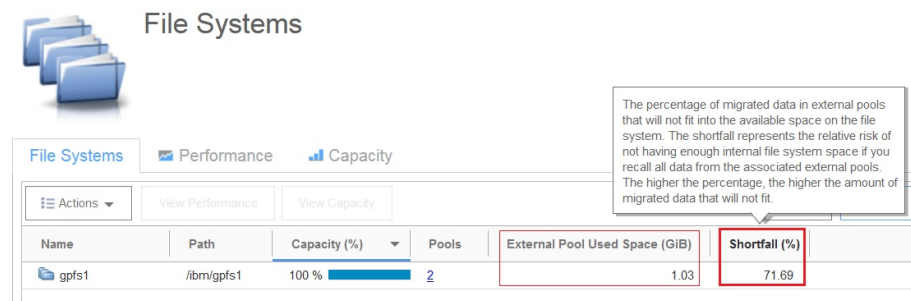 File Systems
The percentage of migrated data in external pools
that will not fit into the available space on the file
system. The shortfall represents the relative risk of
not having enough internal file system space if you
recall all data from the associated external pools.
The higher the percentage, the higher the amount of
migrated data that will not fit.
File Systems Performance Capacity
Actions View Performance View Capacity
Name Path Capacity (%) Pools External Pool Used Space (GiB) Shortfall (%)
gpfs1 /ibm/gpfs1 100 % 2 1.03 71.69